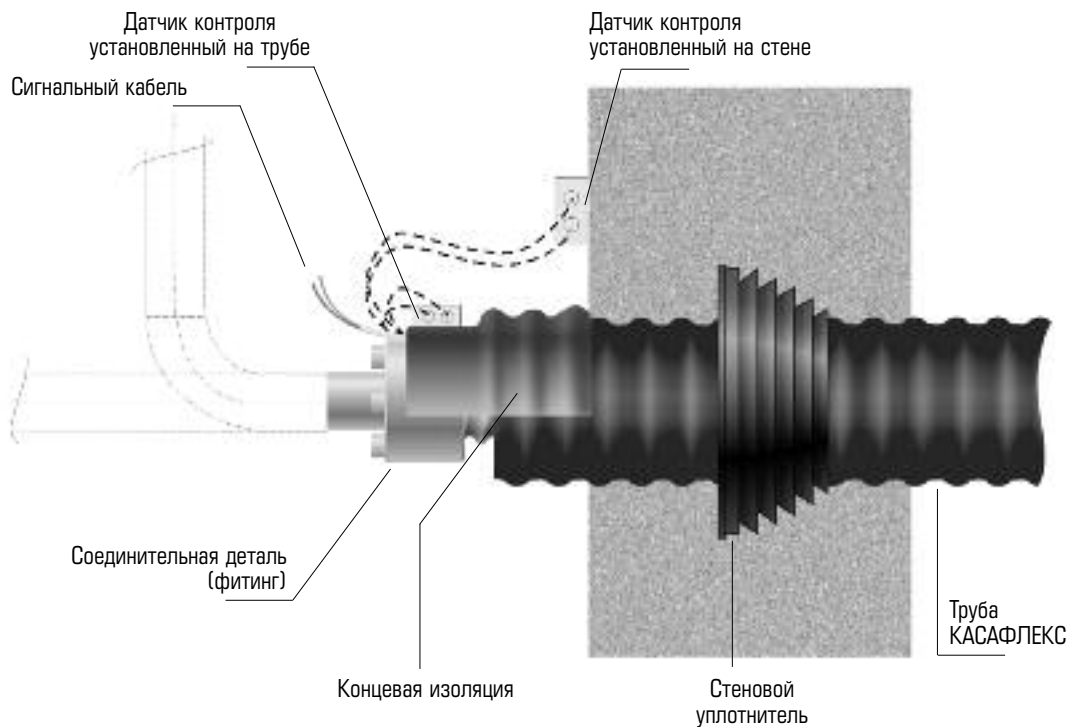 Датчик контроля
установленный на трубе
Датчик контроля
установленный на стене
Сигнальный кабель
Соединительная деталь
(фитинг)
Труба
КАСАФЛЕКС
Концевая изоляция
Стеновой
уплотнитель